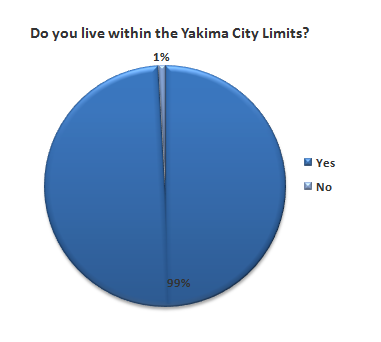 Do you live within the Yakima City Limits?
1%
Yes
No
99%